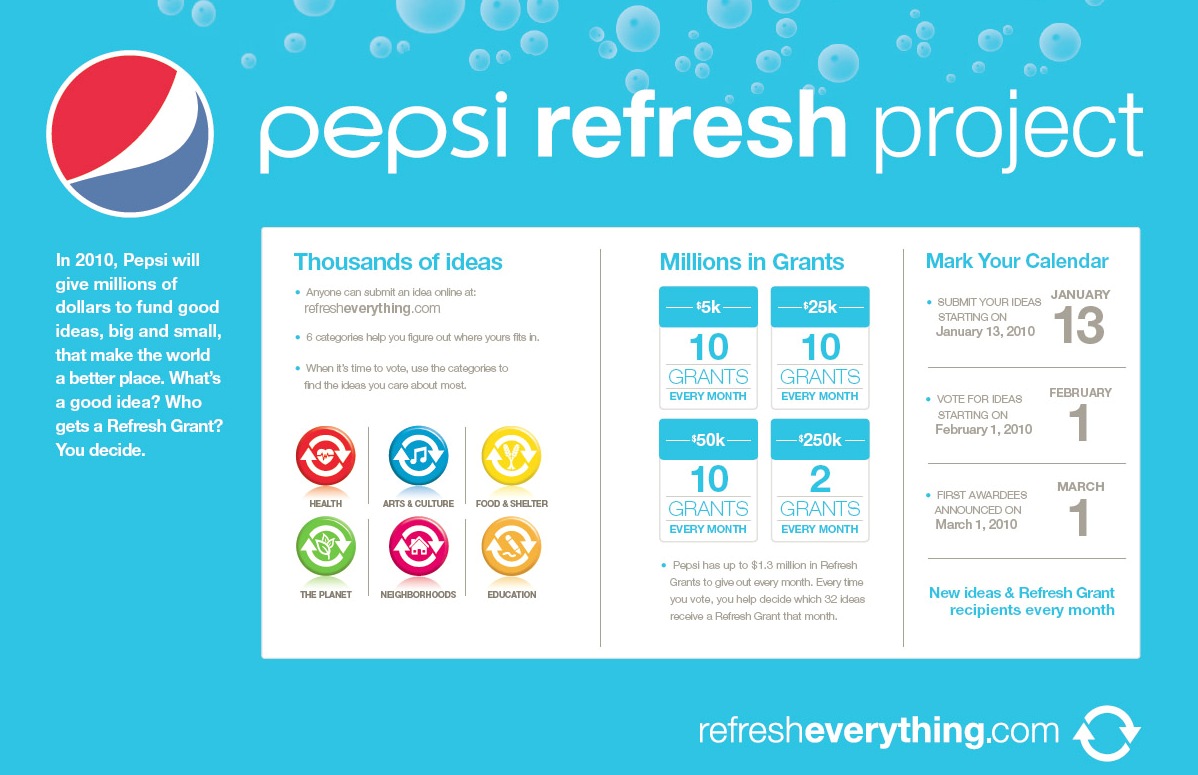 pepsi refresh project
In 2010, Pepsi will
give millions of
dollars to fund good
ideas, big and small,
that make the world
a better place. What's
a good idea? Who
gets a Refresh Grant?
You decide.
Thousands of ideas
• Anyone can submit an idea online at:
refresheverything.com
• 6 categories help you figure out where yours fits in.
• When it's time to vote, use the categories to
find the ideas you care about most.
HEALTH
ARTS & CULTURE
FOOD & SHELTER
THE PLANET
NEIGHBORHOODS
EDUCATION
Millions in Grants
$5k
10
GRANTS
EVERY MONTH
$25k
10
GRANTS
EVERY MONTH
$50k
10
GRANTS
EVERY MONTH
$250k
2
GRANTS
EVERY MONTH
• Pepsi has up to $1.3 million in Refresh
Grants to give out every month. Every time
you vote, you help decide which 32 ideas
receive a Refresh Grant that month.
Mark Your Calendar
• SUBMIT YOUR IDEAS
STARTING ON
January 13, 2010
JANUARY
13
• VOTE FOR IDEAS
STARTING ON
February 1, 2010
FEBRUARY
1
• FIRST AWARDEES
ANNOUNCED ON
March 1, 2010
MARCH
1
New ideas & Refresh Grant
recipients every month
refresheverything.com